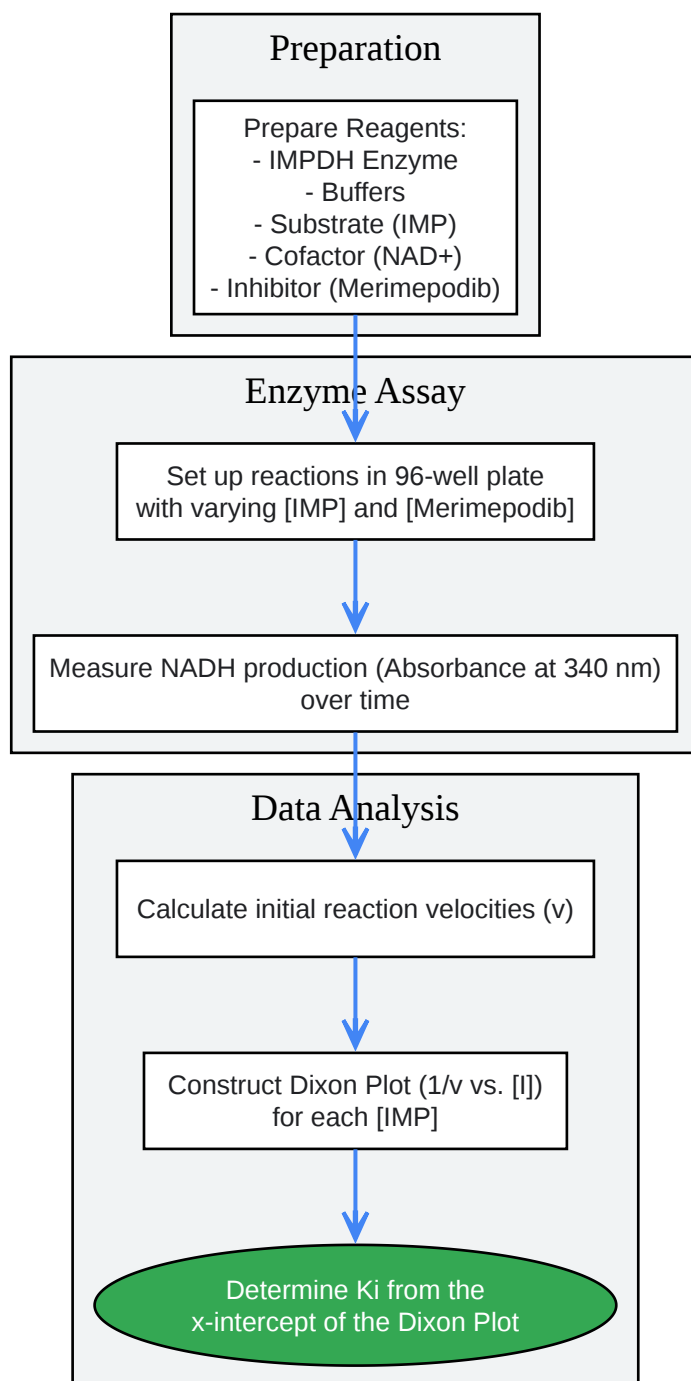 Preparation
Prepare Reagents:
- IMPDH Enzyme
- Buffers
- Substrate (IMP)
- Cofactor (NAD+)
- Inhibitor (Merimepodib)
Enzyme Assay
Set up reactions in 96-well plate
with varying [IMP] and [Merimepodib]
Measure NADH production (Absorbance at 340 nm)
over time
Data Analysis
Calculate initial reaction velocities (v)
Construct Dixon Plot (1/v vs. [I])
for each [IMP]
Determine Ki from the
x-intercept of the Dixon Plot